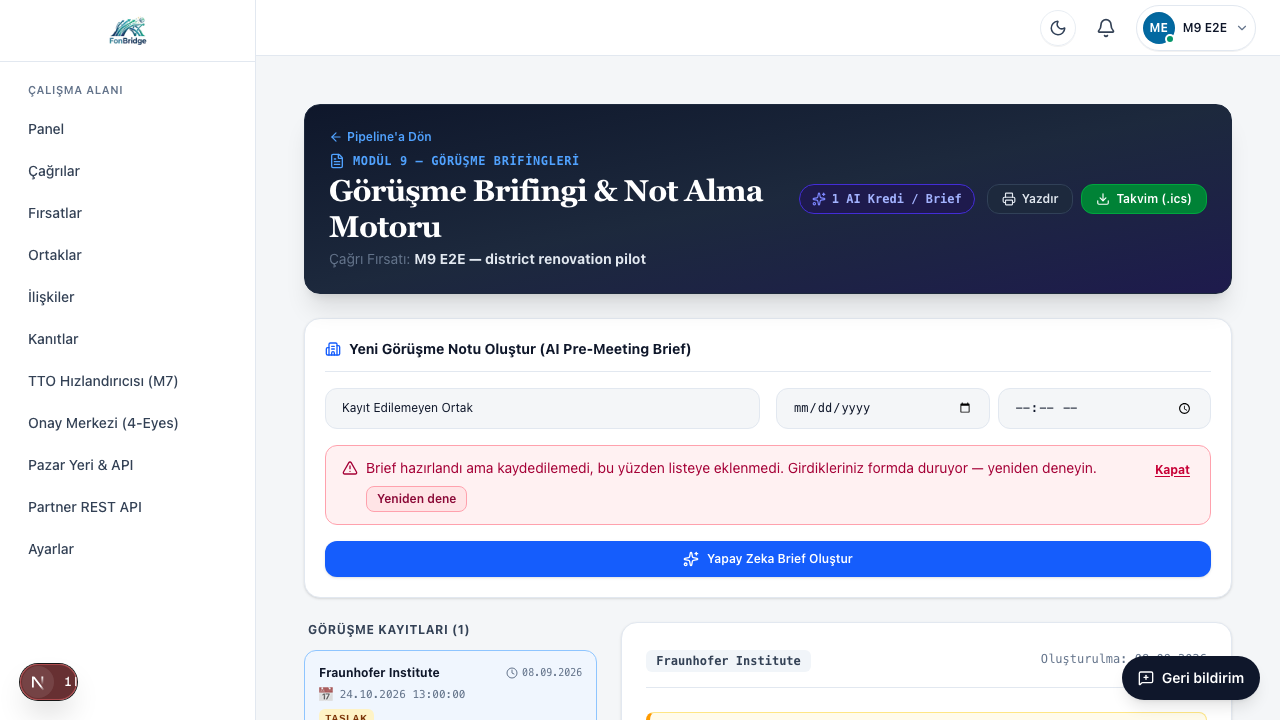 FonBridge
ME
M9 E2E
ÇALIŞMA ALANI
Panel
Çağrılar
Fırsatlar
Ortaklar
İlişkiler
Kanıtlar
TTO Hızlandırıcısı (M7)
Onay Merkezi (4-Eyes)
Pazar Yeri & API
Partner REST API
Ayarlar
Pipeline'a Dön
MODÜL 9 — GÖRÜŞME BRİFİNGLERİ
Görüşme Brifingi & Not Alma
Motoru
Çağrı Fırsatı: M9 E2E — district renovation pilot
1 AI Kredi / Brief
Yazdır
Takvim (.ics)
Yeni Görüşme Notu Oluştur (AI Pre-Meeting Brief)
Kayıt Edilemeyen Ortak
mm/dd/yyyy
--:-- --
Brief hazırlandı ama kaydedilemedi, bu yüzden listeye eklenmedi. Girdikleriniz formda duruyor — yeniden deneyin.
Kapat
Yeniden dene
Yapay Zeka Brief Oluştur
GÖRÜŞME KAYITLARI (1)
Fraunhofer Institute
08.09.2026
24.10.2026 13:00:00
TASLAK
Fraunhofer Institute
Oluşturulma:
Geri bildirim
N
1